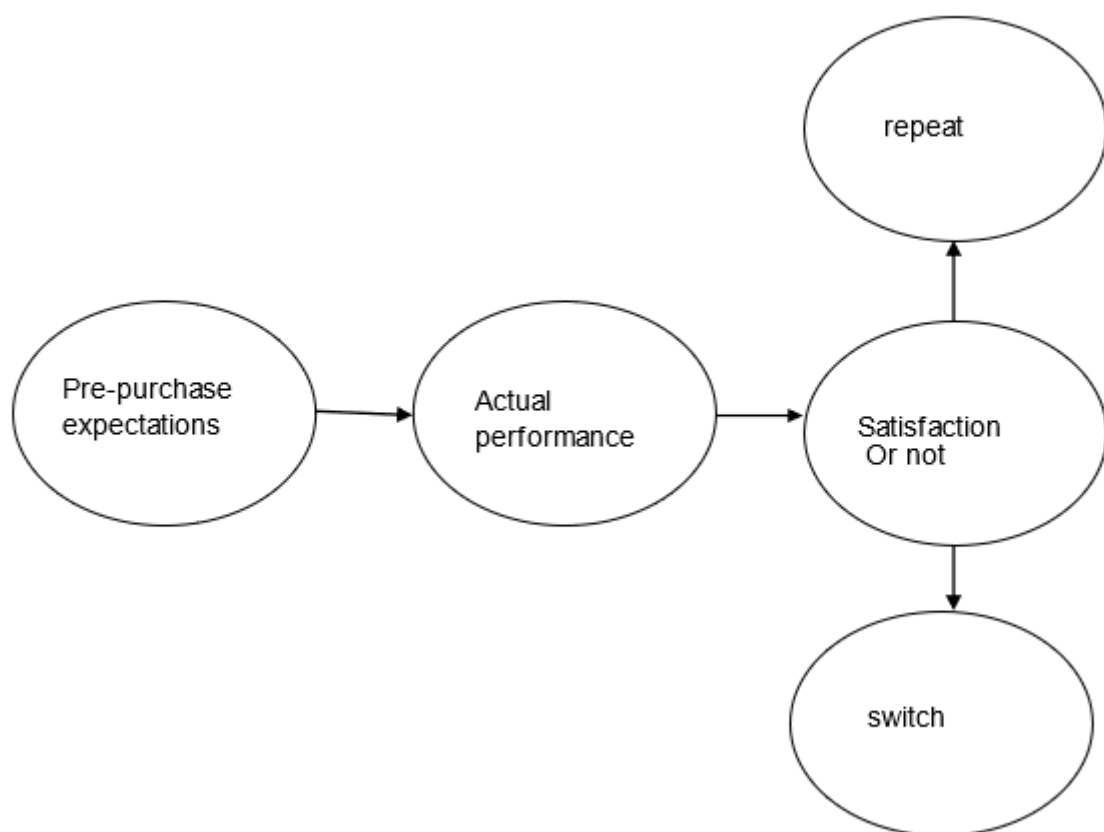 repeat
Pre-purchase
expectations
Actual
performance
Satisfaction
Or not
switch